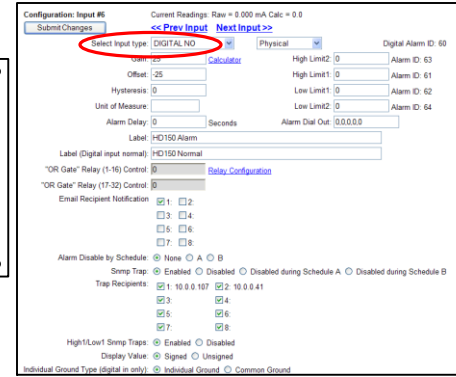 Configuration: Input #6 Current Readings: Raw = 0.000 mA Calc = 0.0
Submit Changes << Prev Input Next Input >>
Select Input type: DIGITAL NO Physical Digital Alarm ID: 60
Gain: 25 Calculator High Limit2: 0 Alarm ID: 63
Offset: -25 High Limit1: 0 Alarm ID: 61
Hysteresis: 0 Low Limit1: 0 Alarm ID: 62
Unit of Measure: Low Limit2: 0 Alarm ID: 64
Alarm Delay: 0 Seconds Alarm Dial Out: 0,0,0,0,0
Label: HD150 Alarm
Label (Digital input normal): HD150 Normal
"OR Gate" Relay (1-16) Control: 0 Relay Configuration
"OR Gate" Relay (17-32) Control: 0
Email Recipient Notification 1: 2:
3: 4:
5: 6:
7: 8:
Alarm Disable by Schedule: None A B
Snmp Trap: Enabled Disabled Disabled during Schedule A Disabled during Schedule B
Trap Recipients: 1: 10.0.0.107 2: 10.0.0.41
3: 4:
5: 6:
7: 8:
High1/Low1 Snmp Traps: Enabled Disabled
Display Value: Signed Unsigned
Individual Ground Type (digital in only): Individual Ground Common Ground